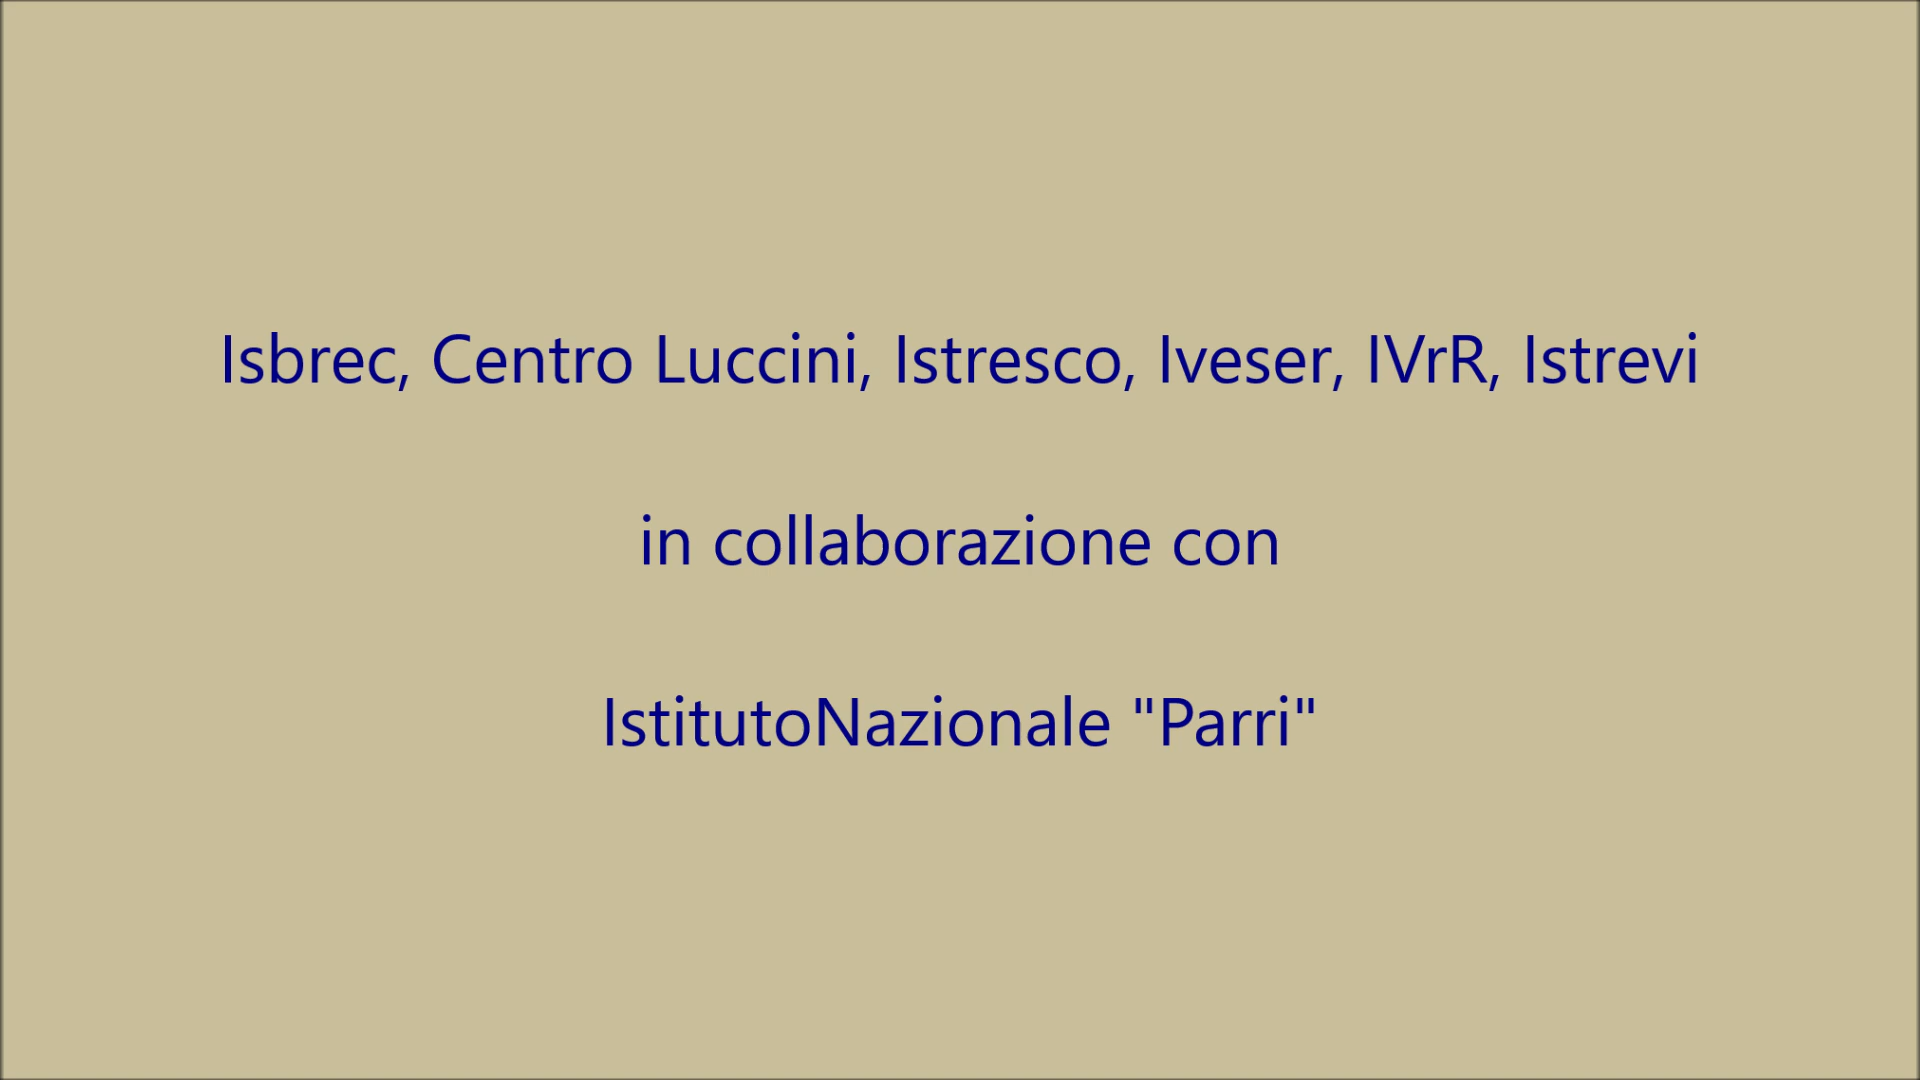 Isbrec, Centro Luccini, Istresco, Iveser, IVrR, Istrevi
in collaborazione con
IstitutoNazionale "Parri"